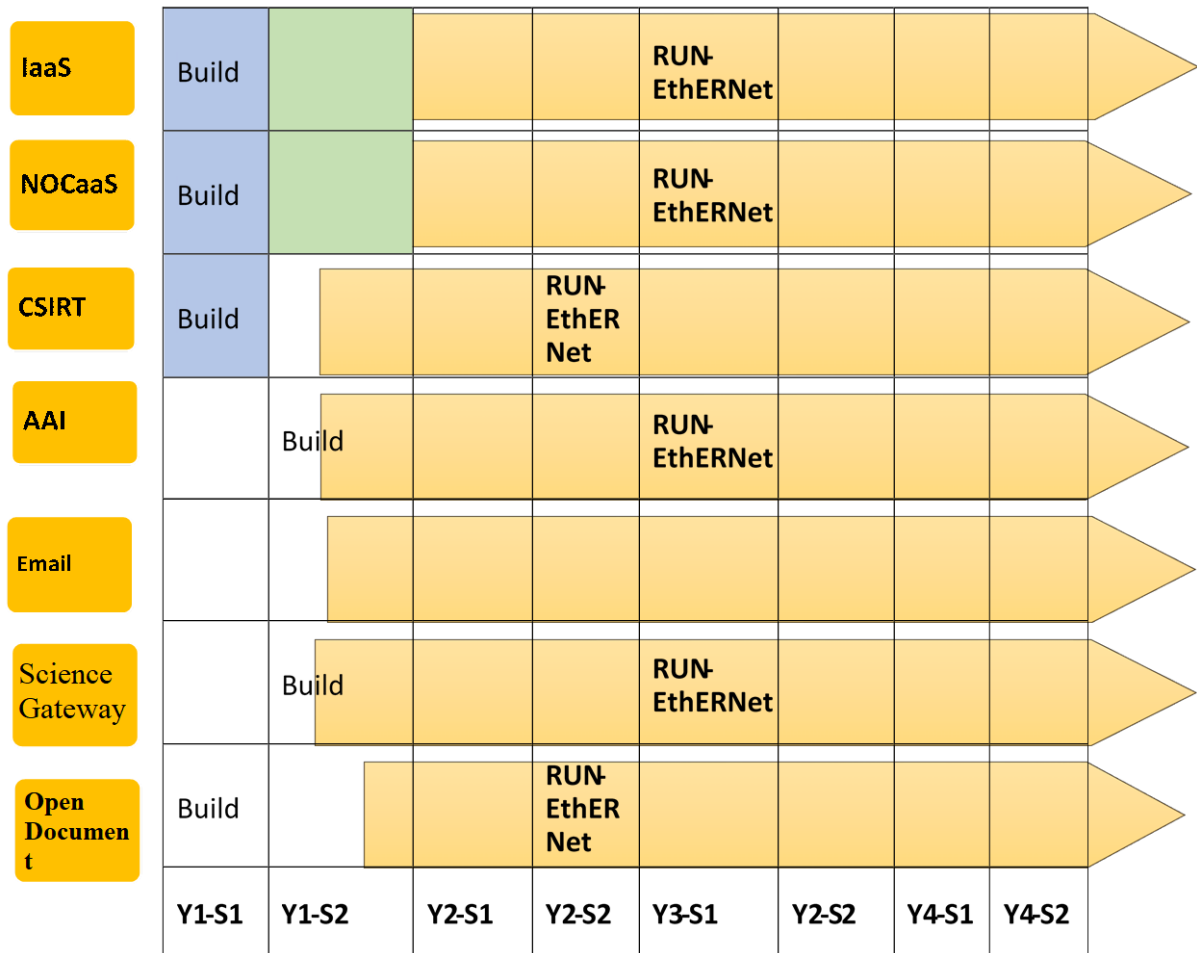 IaaS
Build
RUN-
EthERNet
NOCaaS
Build
RUN-
EthERNet
CSIRT
Build
RUN-
EthER
Net
AAI
Build
RUN-
EthERNet
Email
Science
Gateway
Build
RUN-
EthERNet
Open
Documen
t
Build
RUN-
EthER
Net
Y1-S1 Y1-S2 Y2-S1 Y2-S2 Y3-S1 Y2-S2 Y4-S1 Y4-S2